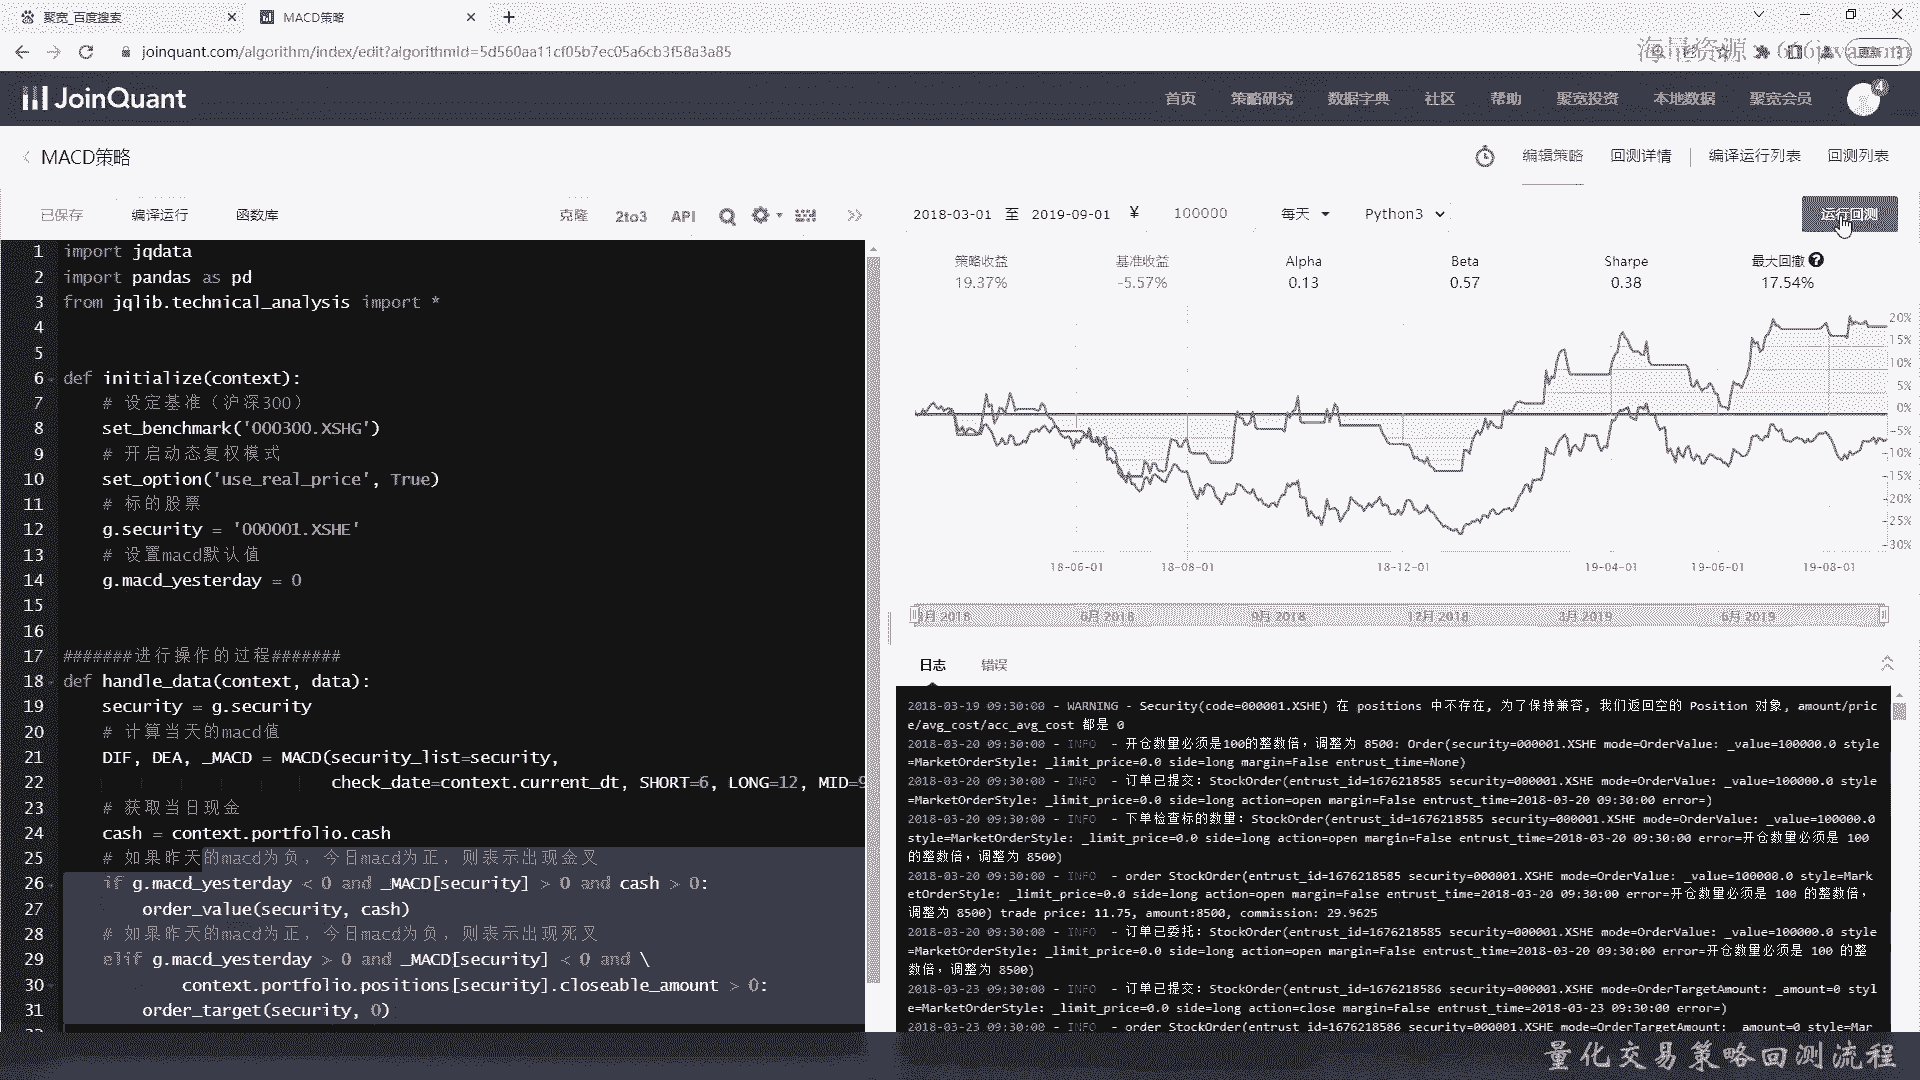 聚宽_百度搜索
MACD策略
joinquant.com/algorithm/index/edit?algorithmId=5d560aa11cf05b7ec05a6cb3f58a3a85
海量资源
JoinQuant
首页 策略研究 数据字典 社区 帮助 聚宽投资 本地数据 聚宽会员 4
MACD策略
编辑策略 回测详情 编译运行列表 回测列表
已保存 编译运行 函数库 克隆 2to3 API
2018-03-01 至 2019-09-01 ¥ 100000 每天 Python3 运行回测
策略收益 基准收益 Alpha Beta Sharpe 最大回撤
19.37% -5.57% 0.13 0.57 0.38 17.54%
20%
15%
10%
5%
0%
-5%
-10%
-15%
-20%
-25%
-30%
18-06-01 18-08-01 18-12-01 19-04-01 19-06-01 19-08-01
月 2018 6月 2018 9月 2018 12月 2018 3月 2019 6月 2019
1 import jqdata
2 import pandas as pd
3 from jqlib.technical_analysis import *
4
5
6 def initialize(context):
7 # 设定基准（沪深300）
8 set_benchmark('000300.XSHG')
9 # 开启动态复权模式
10 set_option('use_real_price', True)
11 # 标的股票
12 g.security = '000001.XSHE'
13 # 设置macd默认值
14 g.macd_yesterday = 0
15
16
17 #######进行操作的过程#######
18 def handle_data(context, data):
19 security = g.security
20 # 计算当天的macd值
21 DIF, DEA, _MACD = MACD(security_list=security,
22 check_date=context.current_dt, SHORT=6, LONG=12, MID=9
23 # 获取当日现金
24 cash = context.portfolio.cash
25 # 如果昨天的macd为负，今日macd为正，则表示出现金叉
26 if g.macd_yesterday < 0 and _MACD[security] > 0 and cash > 0:
27 order_value(security, cash)
28 # 如果昨天的macd为正，今日macd为负，则表示出现死叉
29 elif g.macd_yesterday > 0 and _MACD[security] < 0 and \
30 context.portfolio.positions[security].closeable_amount > 0:
31 order_target(security, 0)
日志 错误
2018-03-19 09:30:00 - WARNING - Security(code=000001.XSHE) 在 positions 中不存在, 为了保持兼容, 我们返回空的 Position 对象, amount/pric
e/avg_cost/acc_avg_cost 都是 0
2018-03-20 09:30:00 - INFO - 开仓数量必须是100的整数倍，调整为 8500: Order(security=000001.XSHE mode=OrderValue: _value=100000.0 style
=MarketOrderStyle: _limit_price=0.0 side=long margin=False entrust_time=None)
2018-03-20 09:30:00 - INFO - 订单已提交: StockOrder(entrust_id=1676218585 security=000001.XSHE mode=OrderValue: _value=100000.0 style
=MarketOrderStyle: _limit_price=0.0 side=long action=open margin=False entrust_time=2018-03-20 09:30:00 error=)
2018-03-20 09:30:00 - INFO - 下单检查标的数量: StockOrder(entrust_id=1676218585 security=000001.XSHE mode=OrderValue: _value=100000.0
style=MarketOrderStyle: _limit_price=0.0 side=long action=open margin=False entrust_time=2018-03-20 09:30:00 error=开仓数量必须是 100
的整数倍，调整为 8500)
2018-03-20 09:30:00 - INFO - order StockOrder(entrust_id=1676218585 security=000001.XSHE mode=OrderValue: _value=100000.0 style=Mark
etOrderStyle: _limit_price=0.0 side=long action=open margin=False entrust_time=2018-03-20 09:30:00 error=开仓数量必须是 100 的整数倍，
调整为 8500) trade price: 11.75, amount:8500, commission: 29.9625
2018-03-20 09:30:00 - INFO - 订单已委托: StockOrder(entrust_id=1676218585 security=000001.XSHE mode=OrderValue: _value=100000.0 style
=MarketOrderStyle: _limit_price=0.0 side=long action=open margin=False entrust_time=2018-03-20 09:30:00 error=开仓数量必须是 100 的整
数倍，调整为 8500)
2018-03-23 09:30:00 - INFO - 订单已提交: StockOrder(entrust_id=1676218586 security=000001.XSHE mode=OrderTargetAmount: _amount=0 styl
e=MarketOrderStyle: _limit_price=0.0 side=long action=close margin=False entrust_time=2018-03-23 09:30:00 error=)
2018-03-23 09:30:00 - INFO - order StockOrder(entrust_id=1676218586 security=000001.XSHE mode=OrderTargetAmount: _amount=0 style=Mar
量化交易策略回测流程